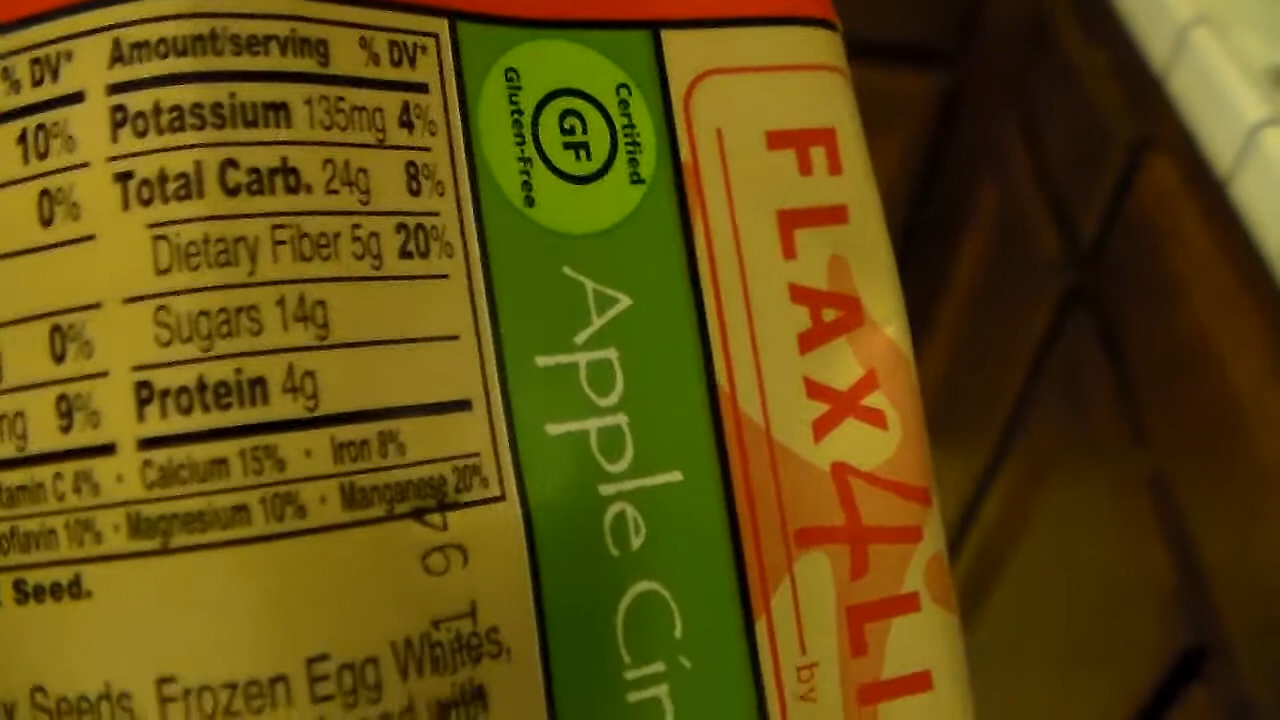 % DV* Amount/serving % DV*
10% Potassium 135mg 4%
0% Total Carb. 24g 8%
Dietary Fiber 5g 20%
Sugars 14g
0%
Protein 4g
9%
C 4% · Calcium 15% · Iron 8%
10% · Magnesium 10% · Manganese 20%
Seed.
Seeds, Frozen Egg Whites,
Certified
GF
Gluten-Free
Apple Cin
FLAX4LI
by